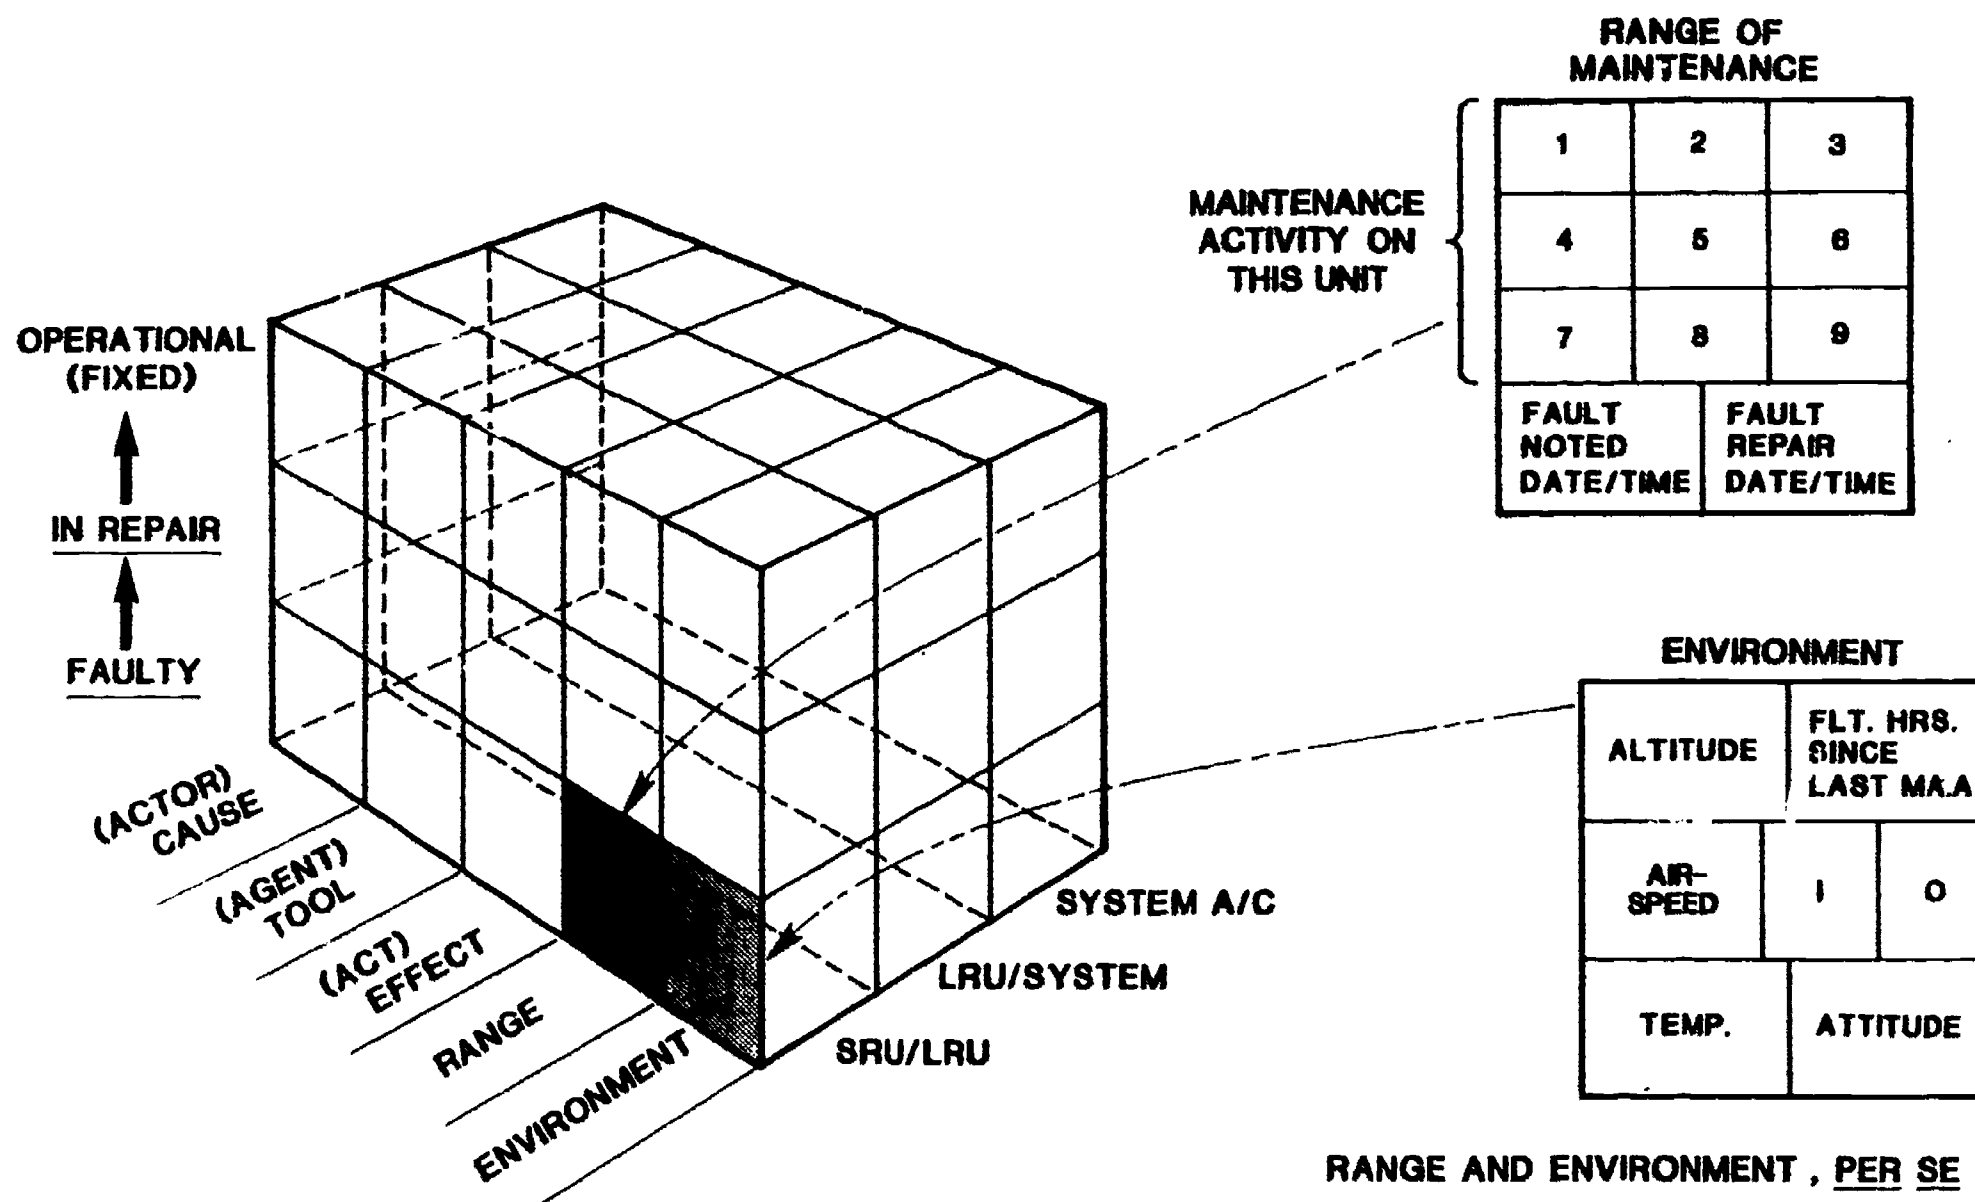 RANGE OF
MAINTENANCE
1 2 3
4 5 6
7 8 9
MAINTENANCE
ACTIVITY ON
THIS UNIT
FAULT
NOTED
DATE/TIME
FAULT
REPAIR
DATE/TIME
OPERATIONAL
(FIXED)
IN REPAIR
FAULTY
(ACTOR)
CAUSE
(AGENT)
TOOL
(ACT)
EFFECT
RANGE
ENVIRONMENT
SYSTEM A/C
LRU/SYSTEM
SRU/LRU
ENVIRONMENT
ALTITUDE
FLT. HRS.
SINCE
LAST
AIR-
SPEED
I
O
TEMP.
ATTITUDE
RANGE AND ENVIRONMENT, PER SE